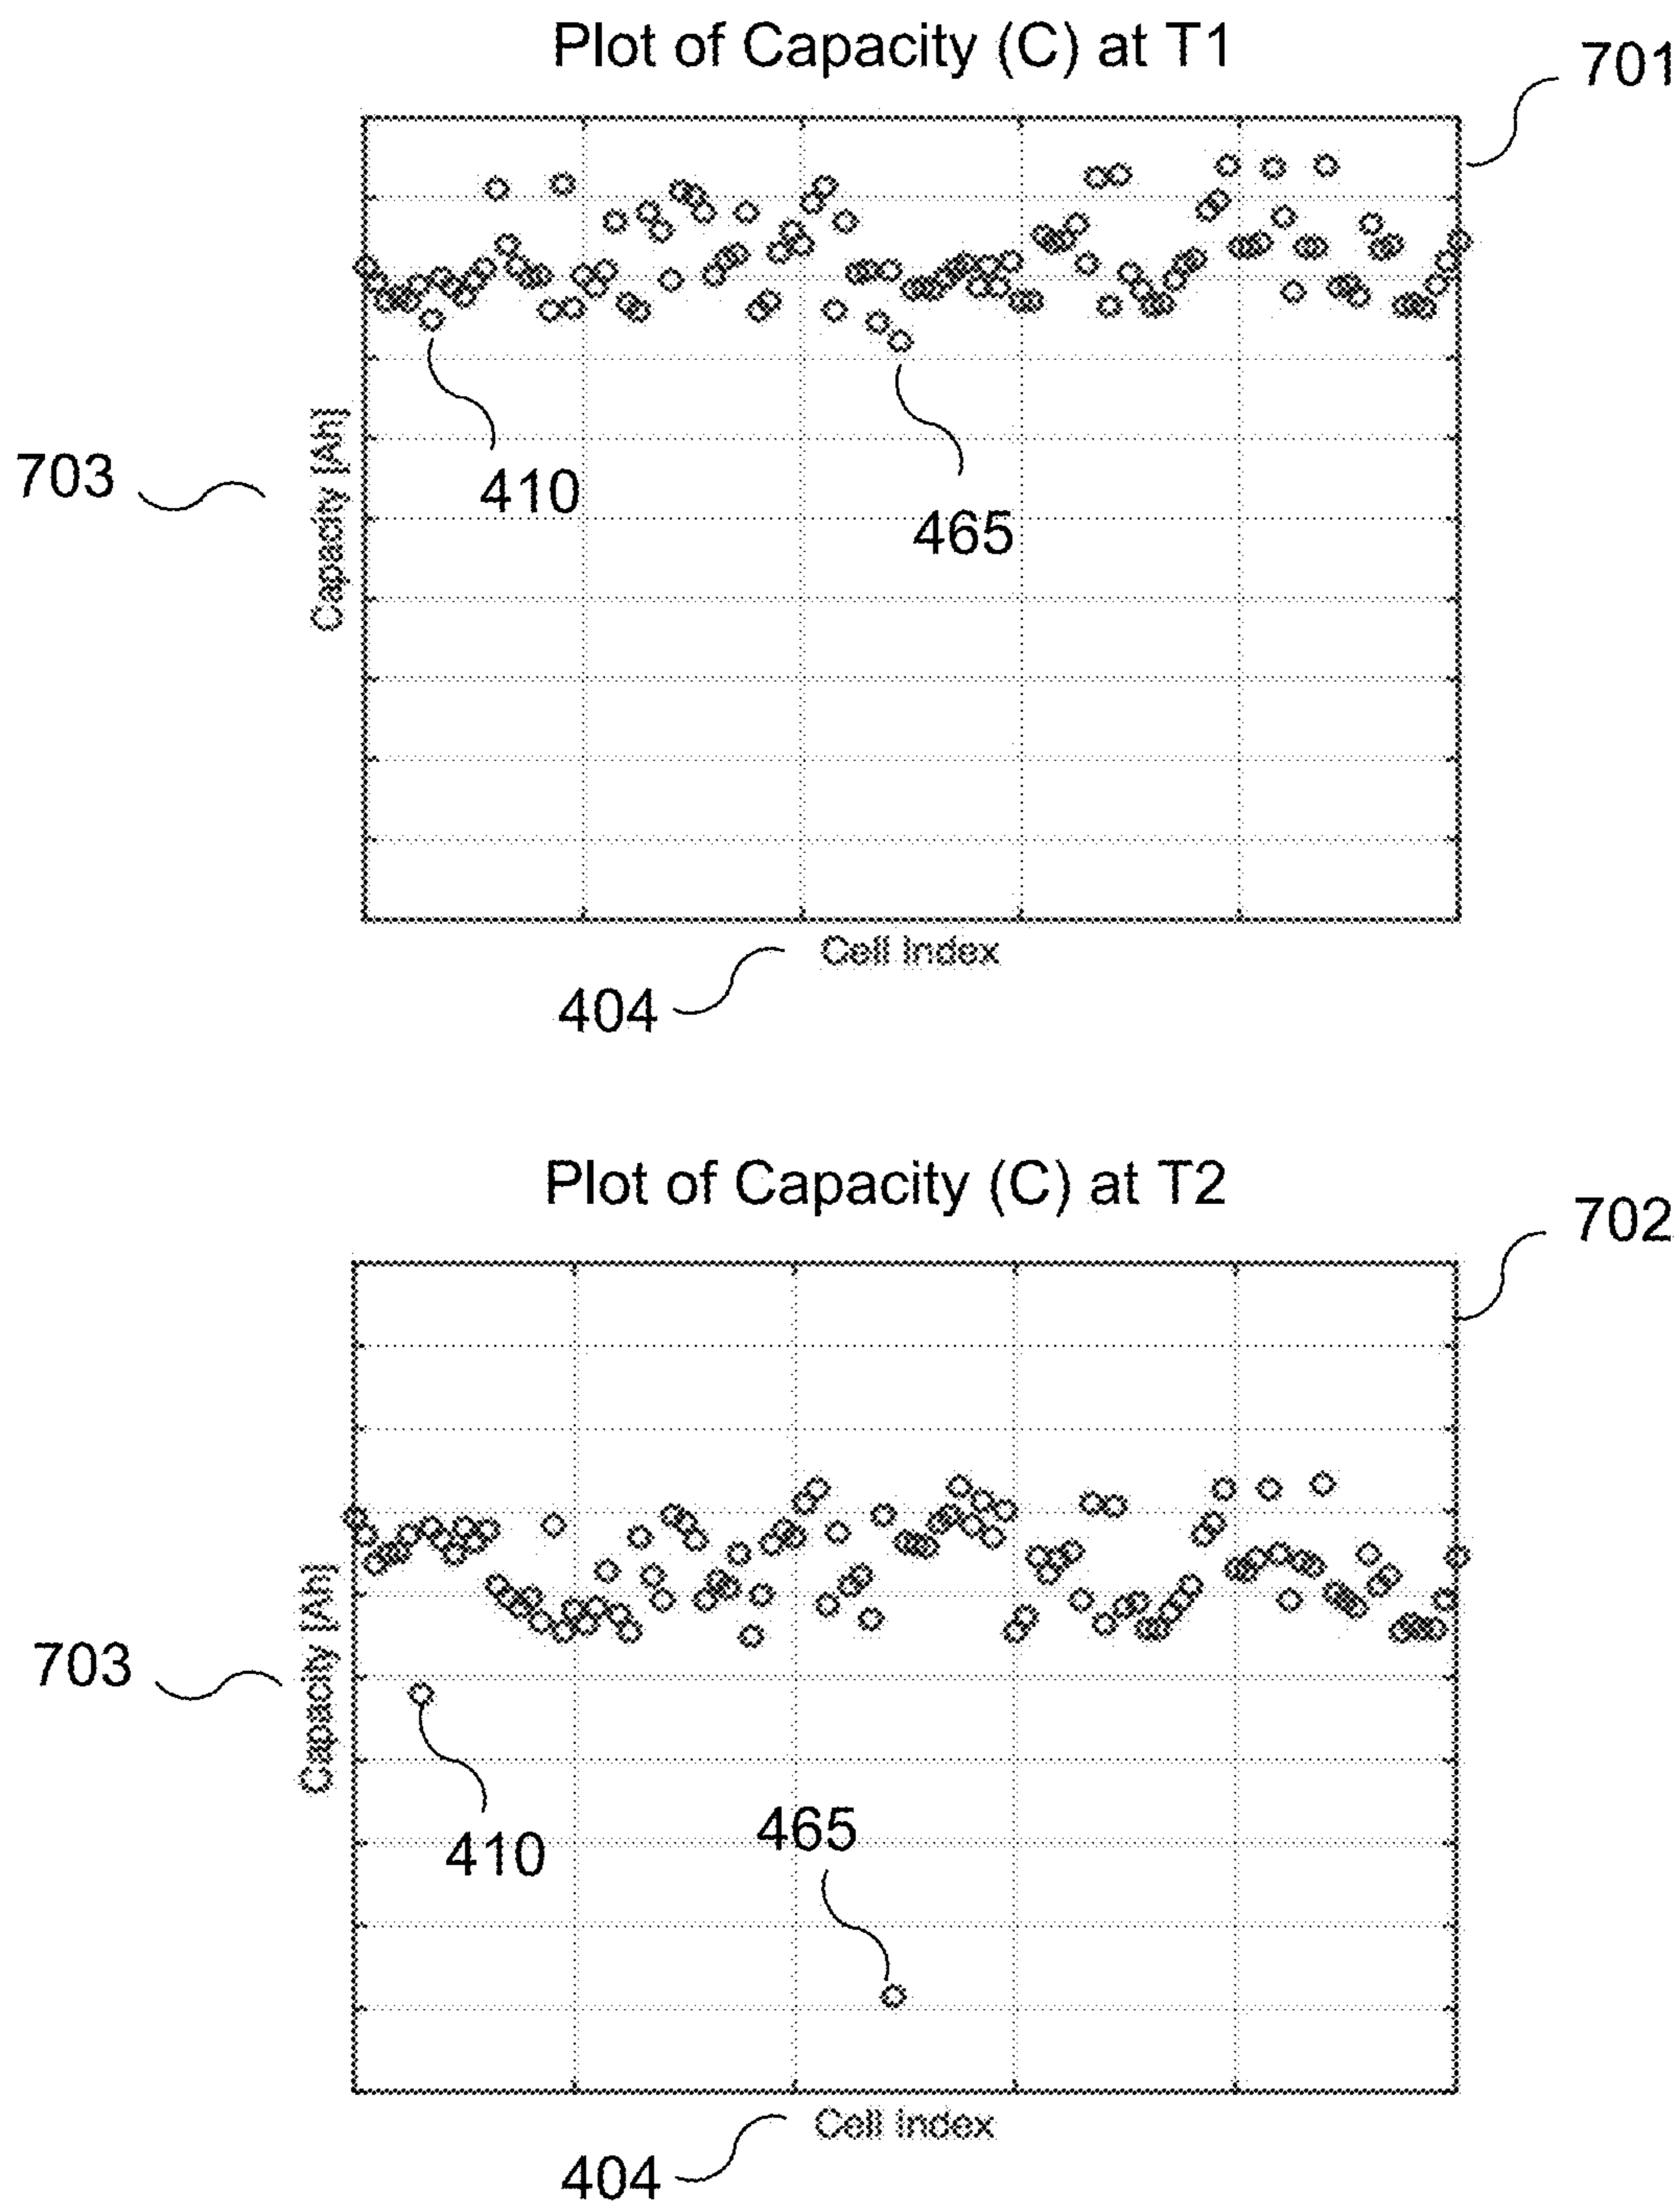 Plot of Capacity (C) at T1
701
703
Capacity [Ah]
410
465
Cell index
404
Plot of Capacity (C) at T2
702
703
Capacity [Ah]
410
465
Cell index
404